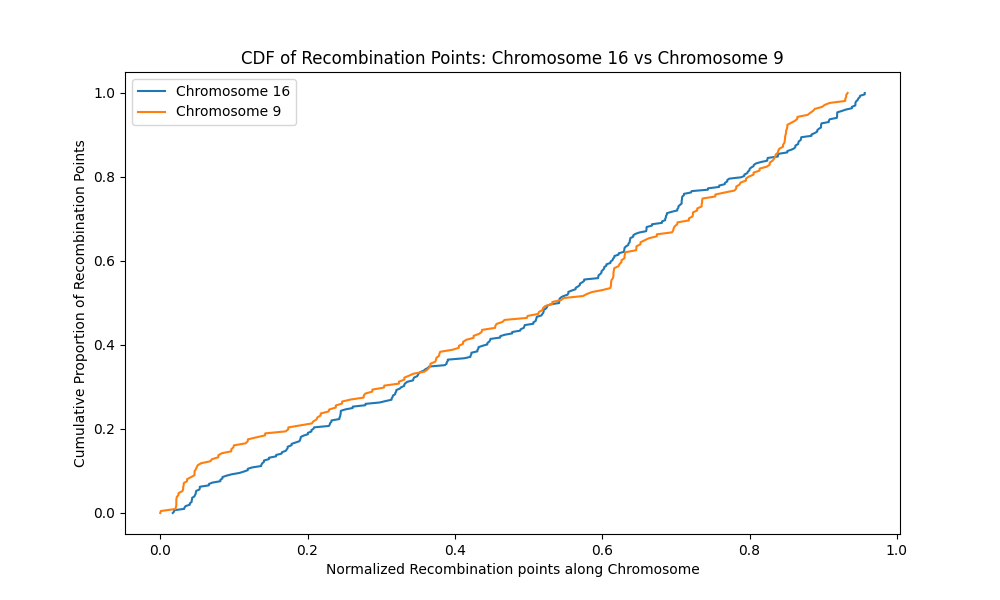 CDF of Recombination Points: Chromosome 16 vs Chromosome 9
Chromosome 16
Chromosome 9
Cumulative Proportion of Recombination Points
1.0
0.8
0.6
0.4
0.2
0.0
0.0 0.2 0.4 0.6 0.8 1.0
Normalized Recombination points along Chromosome